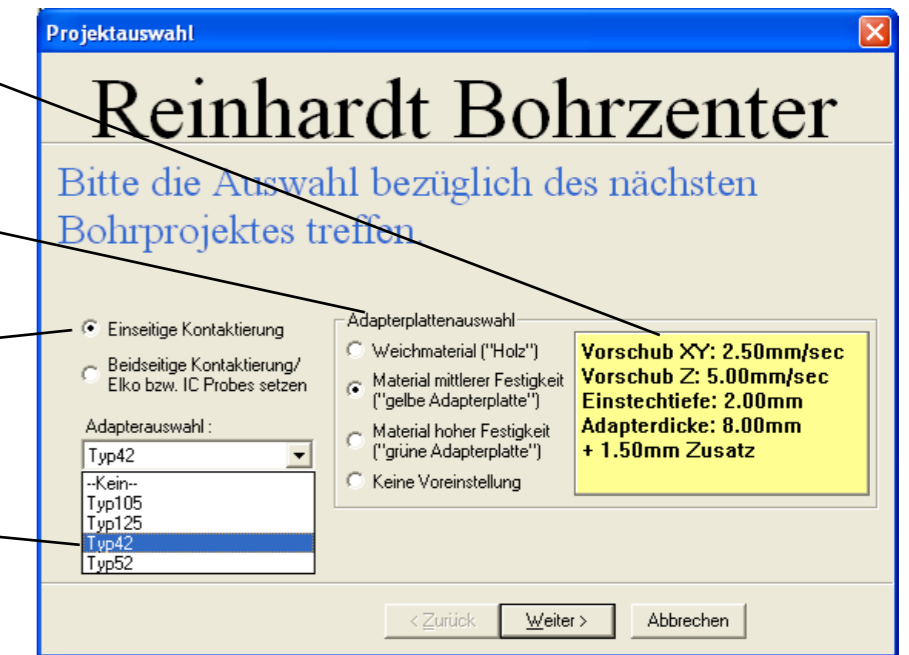 Projektauswahl
Reinhardt Bohrzenter
Bitte die Auswahl bezüglich des nächsten
Bohrprojektes treffen.
Einseitige Kontaktierung
Beidseitige Kontaktierung/
Elko bzw. IC Probes setzen
Adapterauswahl :
Typ42
--Kein--
Typ105
Typ125
Typ42
Typ52
Adapterplattenauswahl
Weichmaterial ("Holz")
Material mittlerer Festigkeit
("gelbe Adapterplatte")
Material hoher Festigkeit
("grüne Adapterplatte")
Keine Voreinstellung
Vorschub XY: 2.50mm/sec
Vorschub Z: 5.00mm/sec
Einstechtiefe: 2.00mm
Adapterdicke: 8.00mm
+ 1.50mm Zusatz
< Zurück
Weiter >
Abbrechen